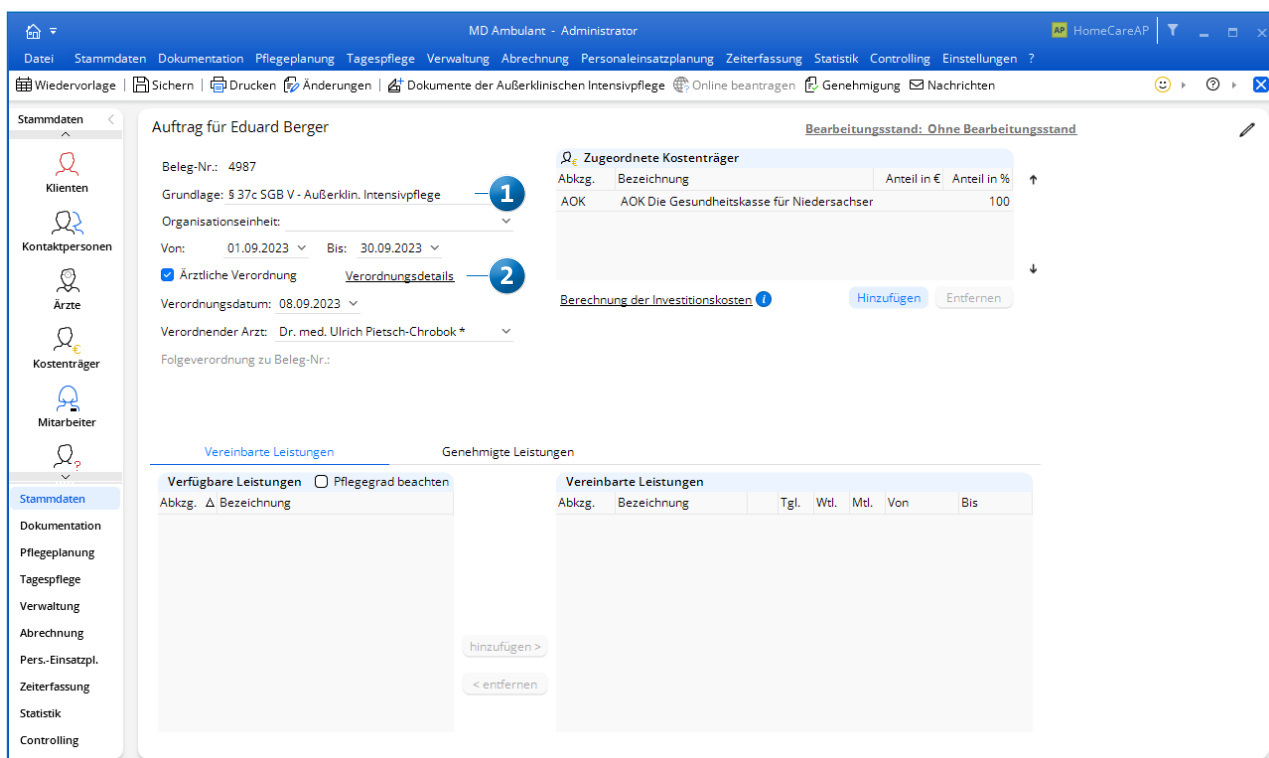 MD Ambulant - Administrator
AP HomeCareAP
Datei Stammdaten Dokumentation Pflegeplanung Tagespflege Verwaltung Abrechnung Personaleinsatzplanung Zeiterfassung Statistik Controlling Einstellungen ?
Wiedervorlage Sichern Drucken Änderungen Dokumente der Außerklinischen Intensivpflege Online beantragen Genehmigung Nachrichten
Stammdaten
Klienten
Kontaktpersonen
Ärzte
Kostenträger
Mitarbeiter
Stammdaten
Dokumentation
Pflegeplanung
Tagespflege
Verwaltung
Abrechnung
Pers.-Einsatzpl.
Zeiterfassung
Statistik
Controlling
Auftrag für Eduard Berger
Bearbeitungsstand: Ohne Bearbeitungsstand
Beleg-Nr.: 4987
Grundlage: § 37c SGB V - Außerklin. Intensivpflege
1
Organisationseinheit:
Von: 01.09.2023 Bis: 30.09.2023
Ärztliche Verordnung Verordnungsdetails
2
Verordnungsdatum: 08.09.2023
Verordnender Arzt: Dr. med. Ulrich Pietsch-Chrobok *
Folgeverordnung zu Beleg-Nr.:
Zugeordnete Kostenträger
Abkzg. Bezeichnung Anteil in € Anteil in %
AOK AOK Die Gesundheitskasse für Niedersachser 100
Berechnung der Investitionskosten i
Hinzufügen Entfernen
Vereinbarte Leistungen Genehmigte Leistungen
Verfügbare Leistungen Pflegegrad beachten
Abkzg. Bezeichnung
hinzufügen >
< entfernen
Vereinbarte Leistungen
Abkzg. Bezeichnung Tgl. Wtl. Mtl. Von Bis